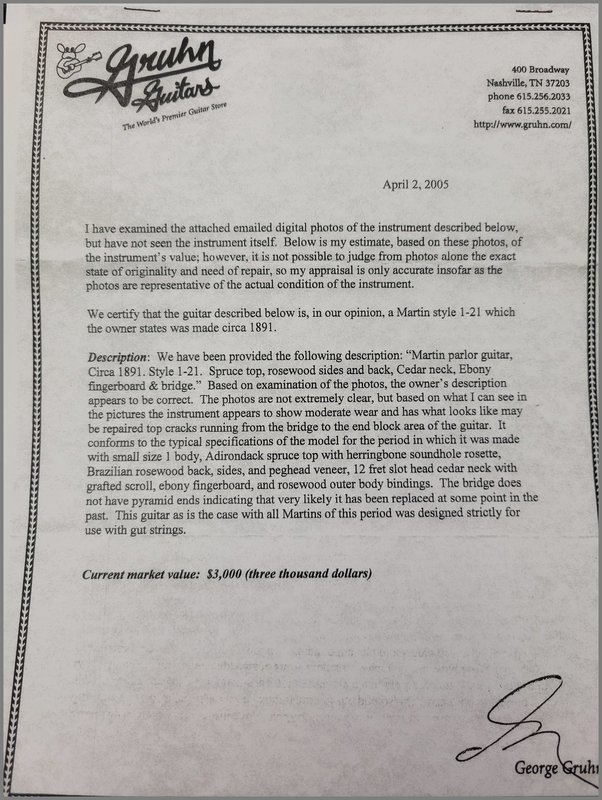 Gruhn
Guitars
The World's Premier Guitar Store
400 Broadway
Nashville, TN 37203
phone 615.256.2033
fax 615.255.2021
http://www.gruhn.com/
April 2, 2005
I have examined the attached emailed digital photos of the instrument described below,
but have not seen the instrument itself. Below is my estimate, based on these photos, of
the instrument's value; however, it is not possible to judge from photos alone the exact
state of originality and need of repair, so my appraisal is only accurate insofar as the
photos are representative of the actual condition of the instrument.
We certify that the guitar described below is, in our opinion, a Martin style 1-21 which
the owner states was made circa 1891.
Description: We have been provided the following description: "Martin parlor guitar,
Circa 1891. Style 1-21. Spruce top, rosewood sides and back, Cedar neck, Ebony
fingerboard & bridge." Based on examination of the photos, the owner's description
appears to be correct. The photos are not extremely clear, but based on what I can see in
the pictures the instrument appears to show moderate wear and has what looks like may
be repaired top cracks running from the bridge to the end block area of the guitar. It
conforms to the typical specifications of the model for the period in which it was made
with small size 1 body, Adirondack spruce top with herringbone soundhole rosette,
Brazilian rosewood back, sides, and peghead veneer, 12 fret slot head cedar neck with
grafted scroll, ebony fingerboard, and rosewood outer body bindings. The bridge does
not have pyramid ends indicating that very likely it has been replaced at some point in the
past. This guitar as is the case with all Martins of this period was designed strictly for
use with gut strings.
Current market value: $3,000 (three thousand dollars)
George Gruhn